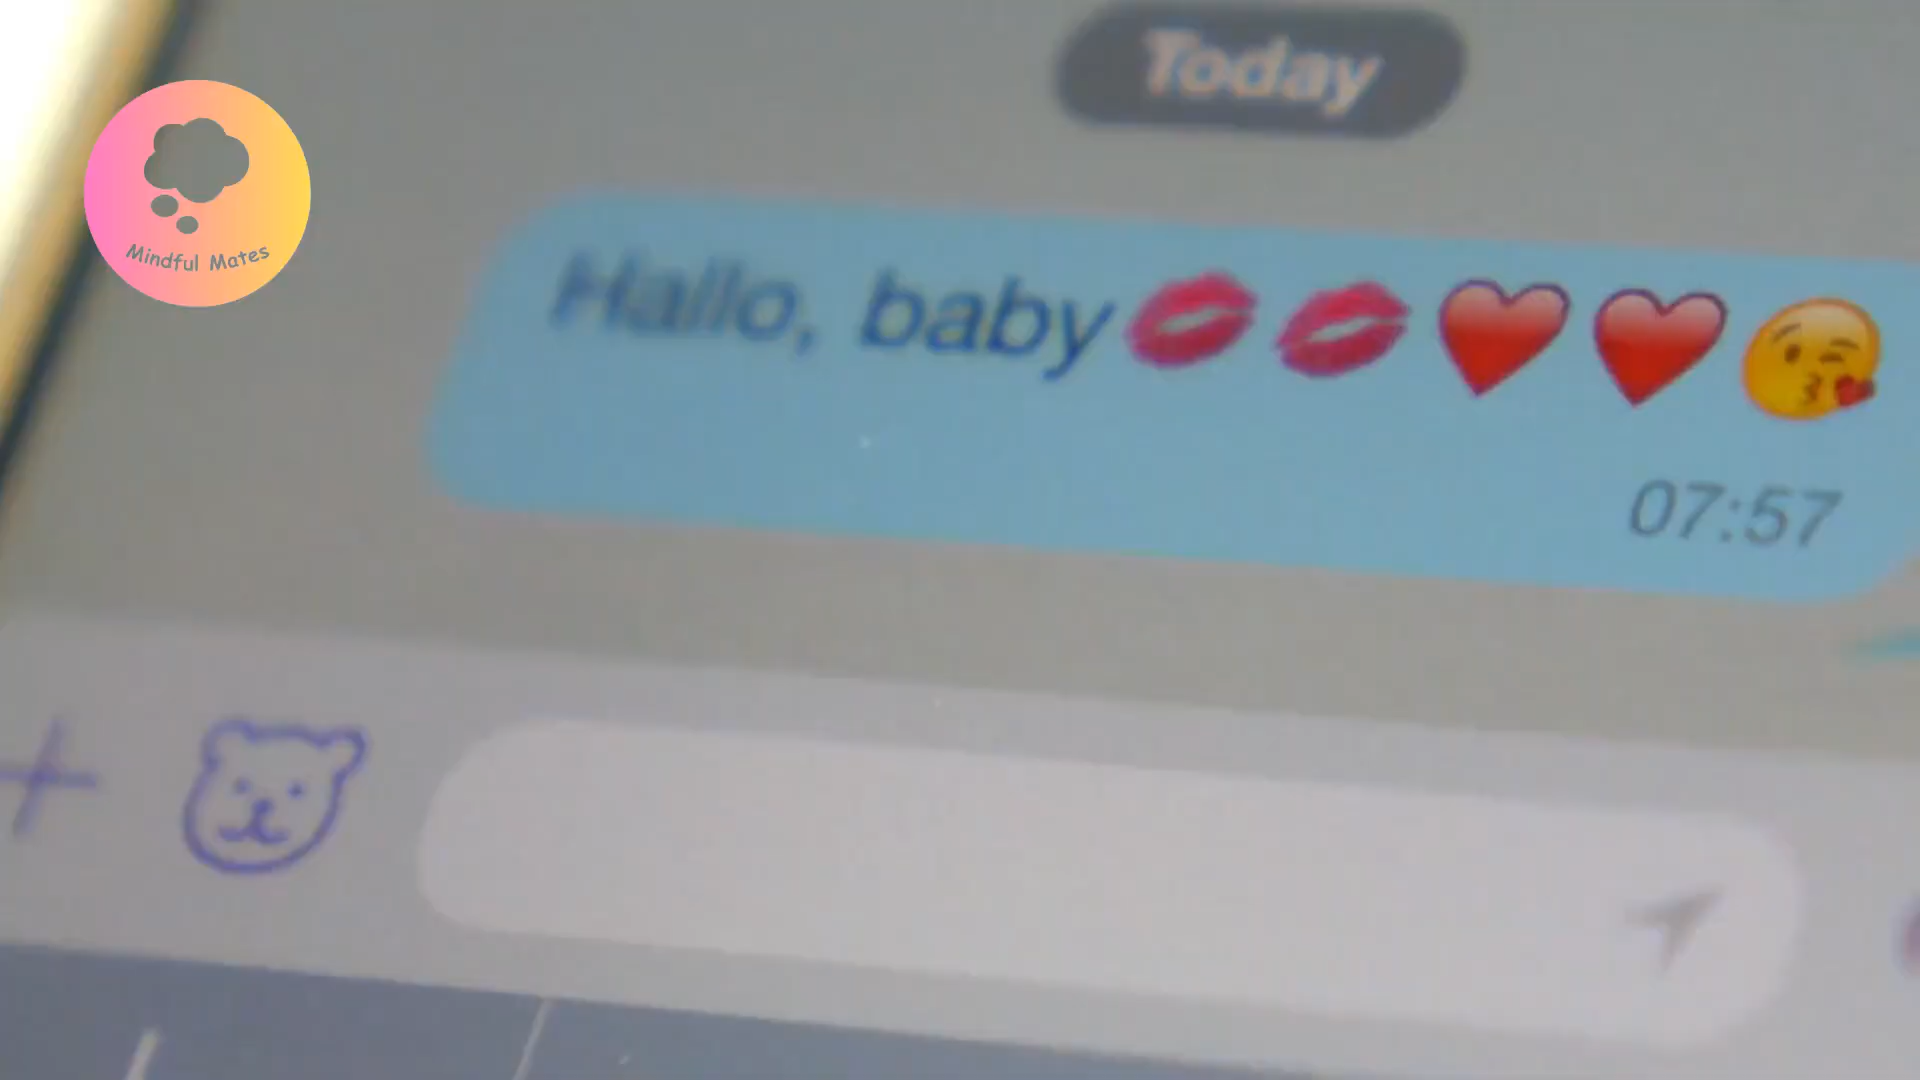 Today
Mindful Mates
Hallo, baby💋💋❤️❤️😘
07:57